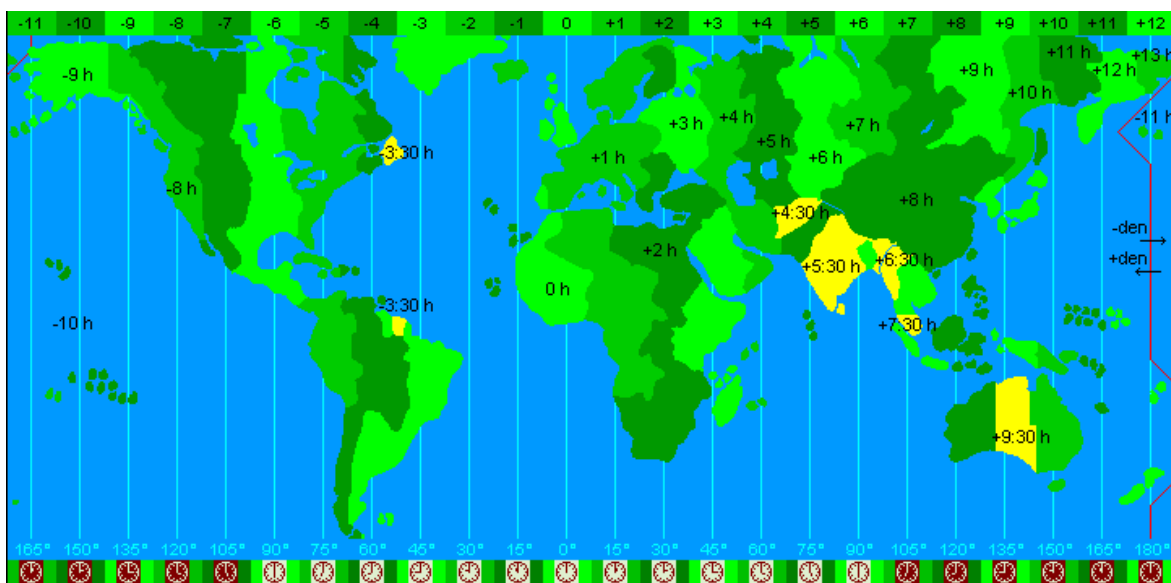 -11 -10 -9 -8 -7 -6 -5 -4 -3 -2 -1 0 +1 +2 +3 +4 +5 +6 +7 +8 +9 +10 +11 +12
+11 h +13 h
-9 h +9 h +12 h
+10 h
-11 h
+3 h +4 h +7 h
+5 h
-3:30 h +1 h +6 h
-8 h +8 h
+4:30 h
-den
+2 h +5:30 h +6:30 h +den
0 h
-3:30 h
-10 h +7:30 h
+9:30 h
165° 150° 135° 120° 105° 90° 75° 60° 45° 30° 15° 0° 15° 30° 45° 60° 75° 90° 105° 120° 135° 150° 165° 180°